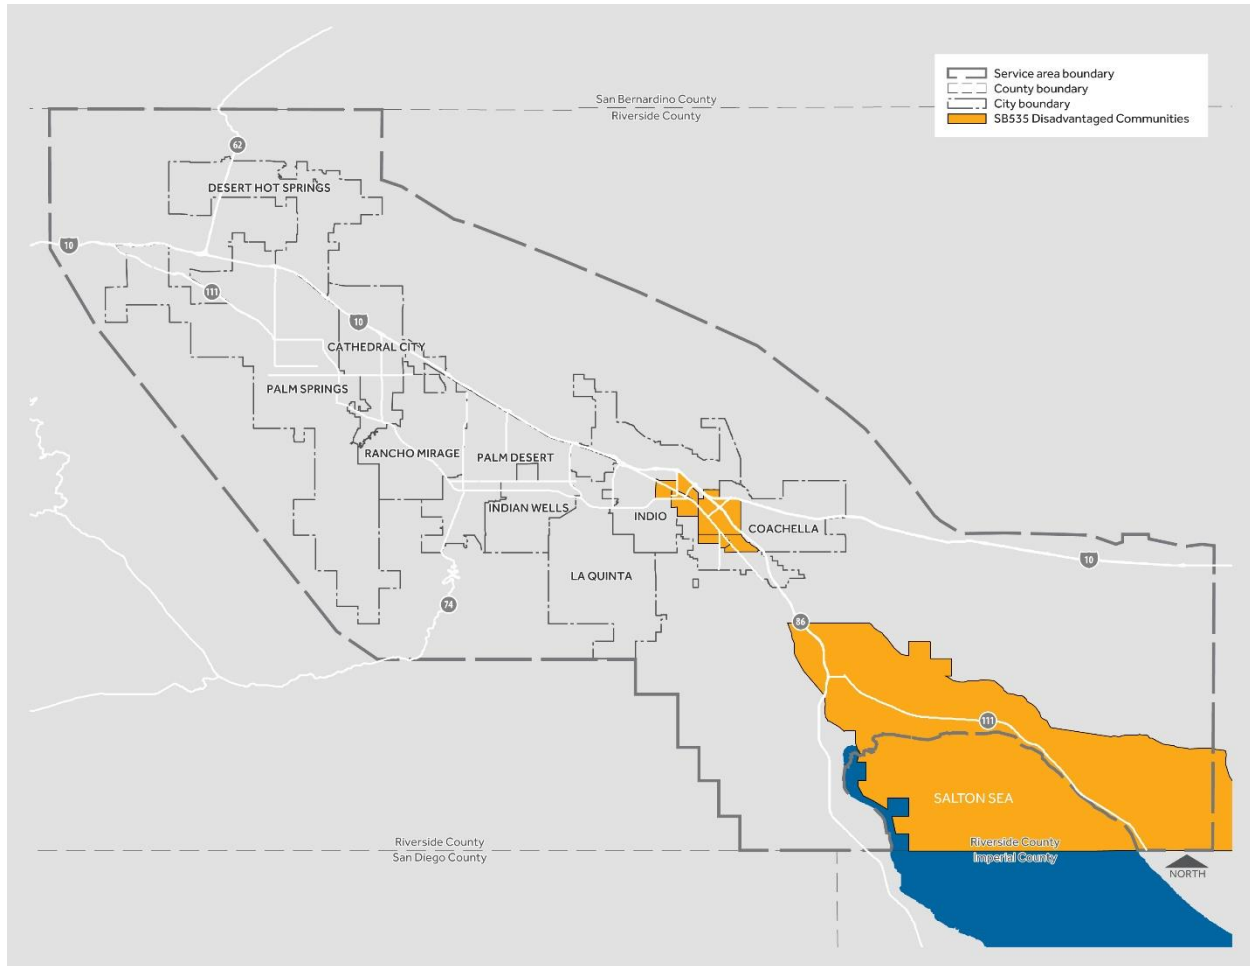 Service area boundary
County boundary
City boundary
SB535 Disadvantaged Communities
San Bernardino County
Riverside County
62
DESERT HOT SPRINGS
10
111
10
CATHEDRAL CITY
PALM SPRINGS
RANCHO MIRAGE
PALM DESERT
INDIAN WELLS
INDIO
COACHELLA
10
LA QUINTA
74
86
111
SALTON SEA
Riverside County
San Diego County
Riverside County
Imperial County
NORTH